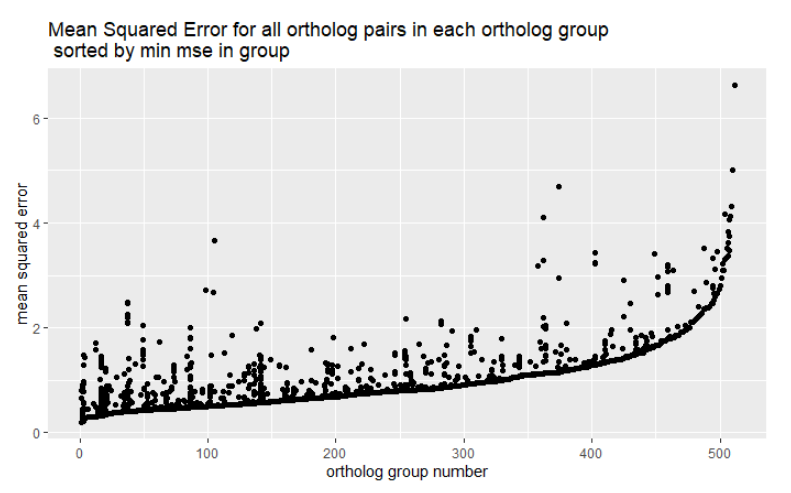 Mean Squared Error for all ortholog pairs in each ortholog group
sorted by min mse in group
6
4
2
0
mean squared error
0 100 200 300 400 500
ortholog group number